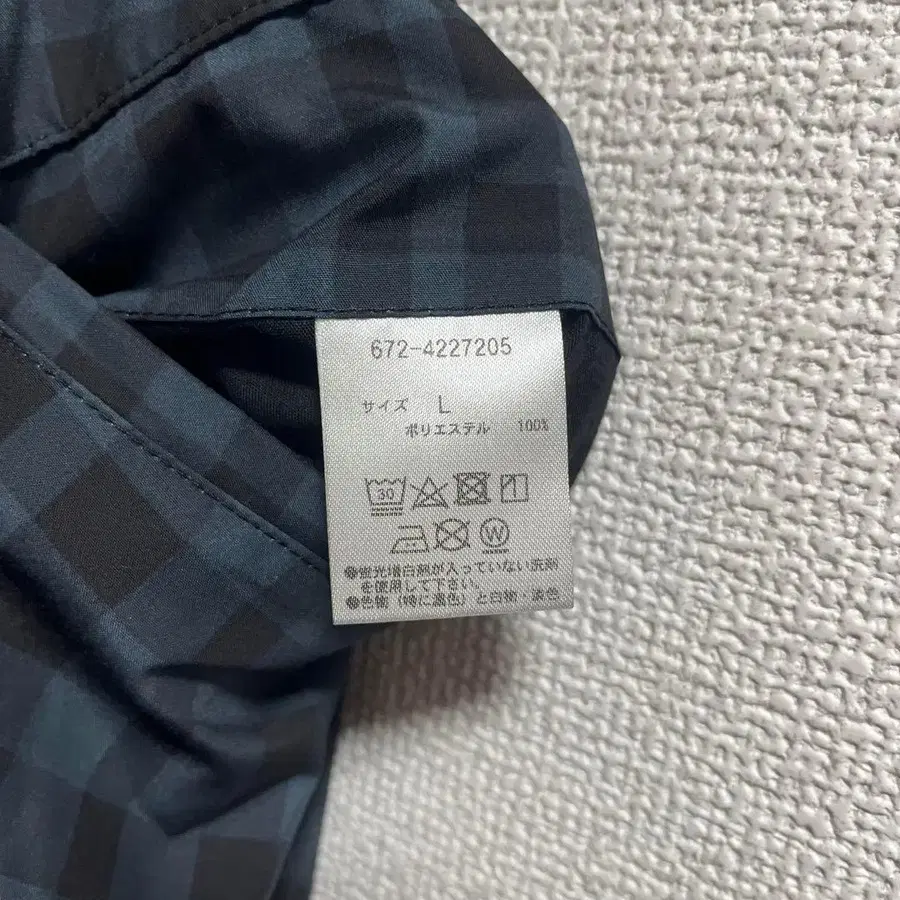 672-4227205
サイズ L
ポリエステル 100%
30
W
●蛍光増白剤が入っていない洗剤
を使用して下さい。
●色物(特に濃色)と白物・淡色